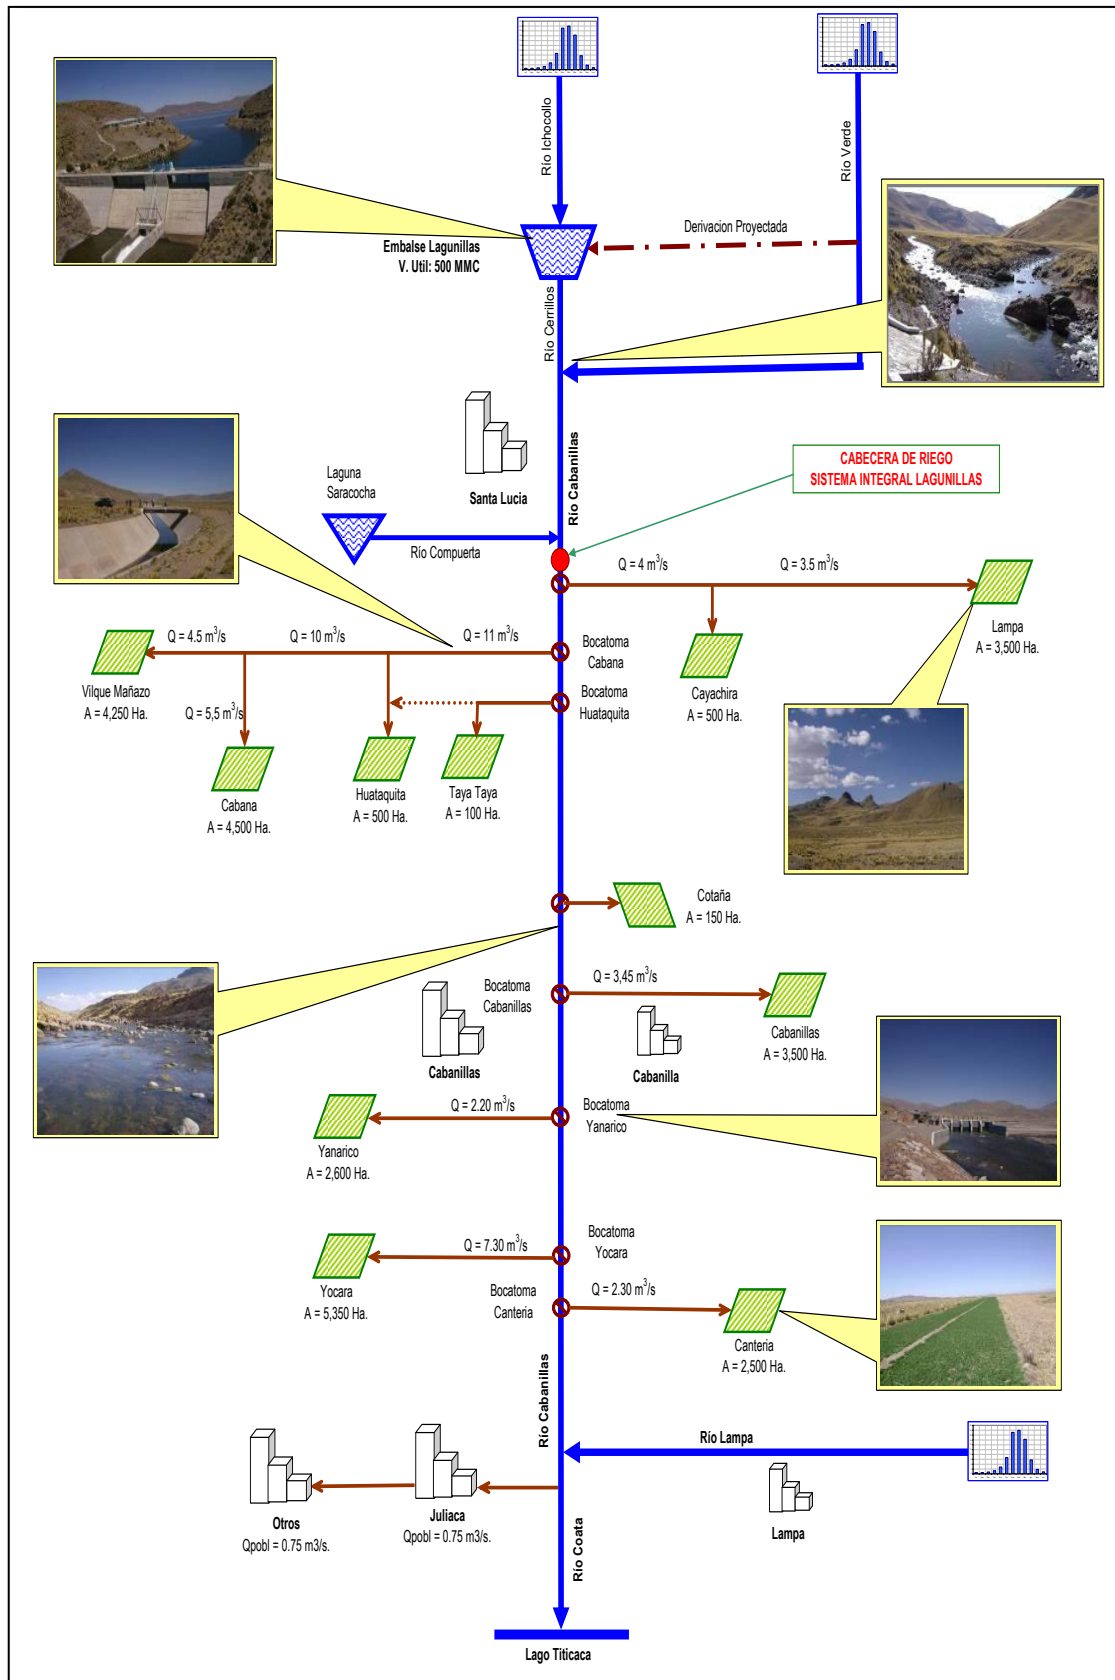 Río Ichocollo
Río Verde
Derivacion Proyectada
Embalse Lagunillas
V. Util: 500 MMC
Río Cerrillos
Río Cabanillas
Santa Lucia
CABECERA DE RIEGO
SISTEMA INTEGRAL LAGUNILLAS
Laguna
Saracocha
Río Compuerta
Q = 4 m³/s
Q = 3.5 m³/s
Lampa
A = 3,500 Ha.
Cayachira
A = 500 Ha.
Q = 4.5 m³/s
Q = 10 m³/s
Q = 11 m³/s
Bocatoma
Cabana
Vilque Mañazo
A = 4,250 Ha.
Q = 5,5 m³/s
Bocatoma
Huataquita
Cabana
A = 4,500 Ha.
Huataquita
A = 500 Ha.
Taya Taya
A = 100 Ha.
Cotaña
A = 150 Ha.
Bocatoma
Cabanillas
Q = 3,45 m³/s
Cabanillas
A = 3,500 Ha.
Cabanillas
Cabanilla
Q = 2.20 m³/s
Bocatoma
Yanarico
Yanarico
A = 2,600 Ha.
Q = 7.30 m³/s
Bocatoma
Yocara
Yocara
A = 5,350 Ha.
Bocatoma
Canteria
Q = 2.30 m³/s
Canteria
A = 2,500 Ha.
Río Cabanillas
Río Lampa
Lampa
Juliaca
Qpobl = 0.75 m3/s.
Otros
Qpobl = 0.75 m3/s.
Río Coata
Lago Titicaca